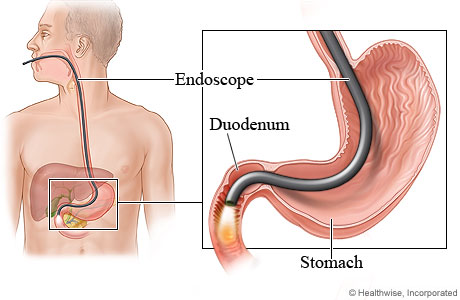 Endoscope
Duodenum
Stomach
© Healthwise, Incorporated